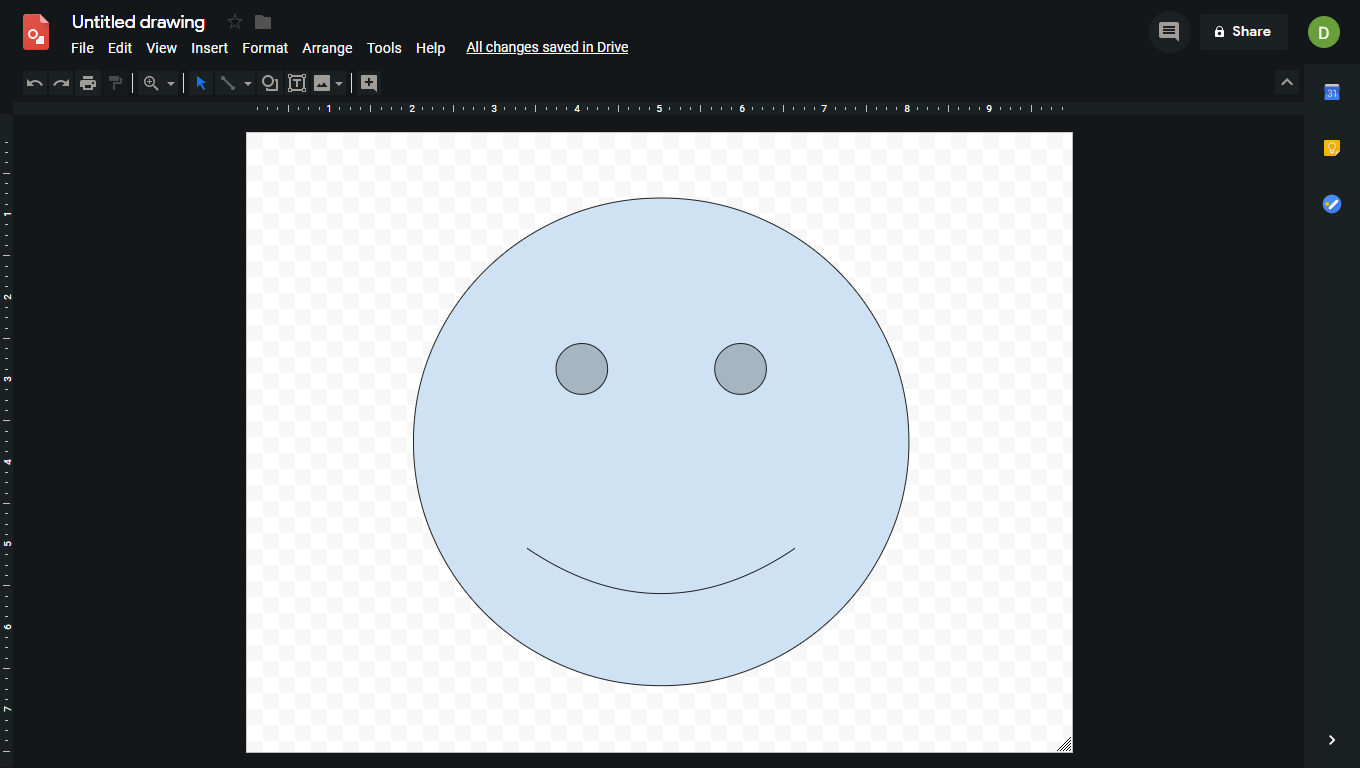 Untitled drawing
File Edit View Insert Format Arrange Tools Help All changes saved in Drive
Share
D
1 2 3 4 5 6 7 8 9
31
1
2
3
4
5
6
7